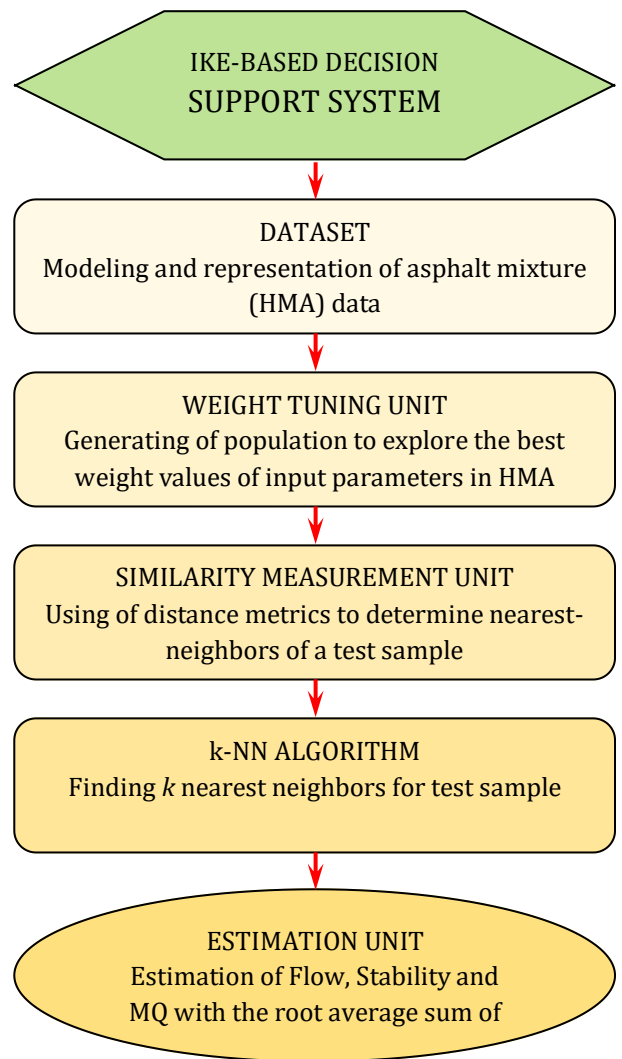 IKE-BASED DECISION
SUPPORT SYSTEM
DATASET
Modeling and representation of asphalt mixture
(HMA) data
WEIGHT TUNING UNIT
Generating of population to explore the best
weight values of input parameters in HMA
SIMILARITY MEASUREMENT UNIT
Using of distance metrics to determine nearest-
neighbors of a test sample
k-NN ALGORITHM
Finding k nearest neighbors for test sample
ESTIMATION UNIT
Estimation of Flow, Stability and
MQ with the root average sum of